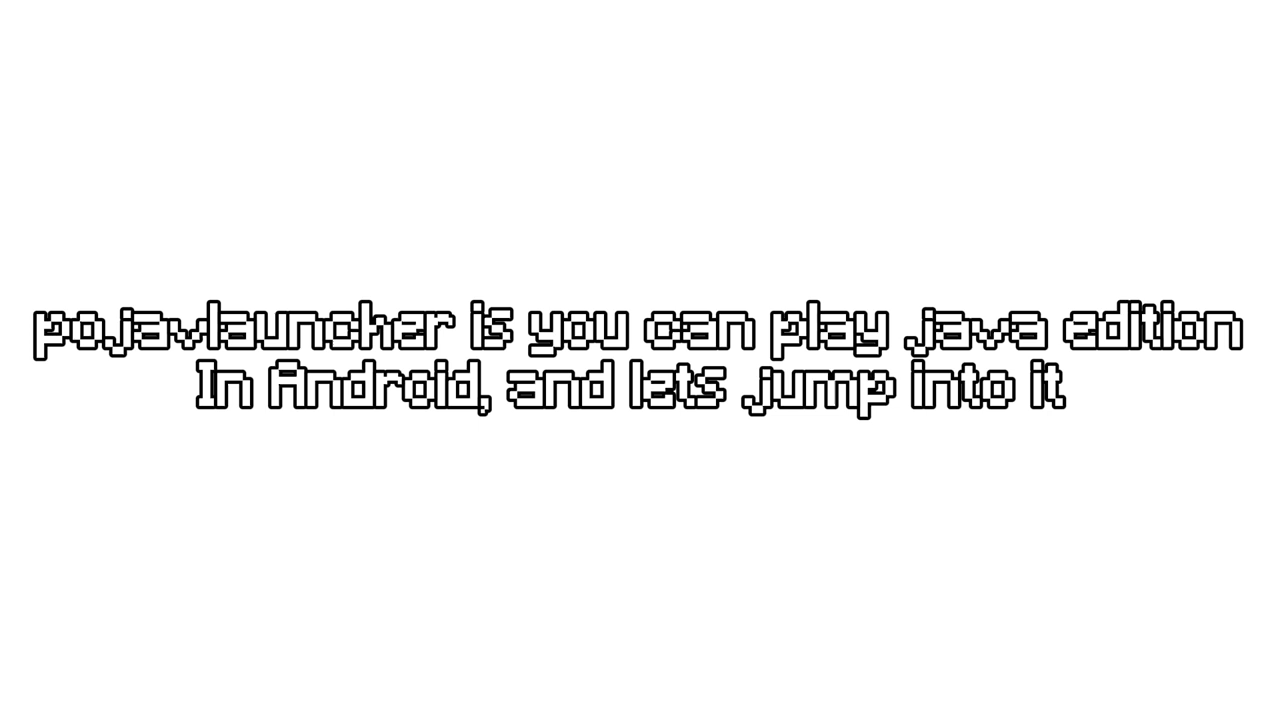 pojavlauncher is you can play java edition
In Android, and lets jump into it